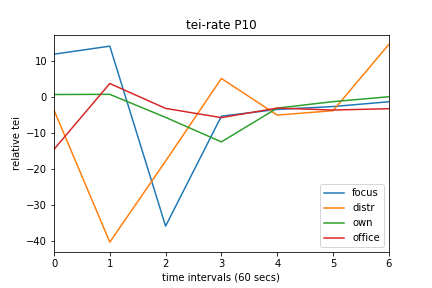 tei-rate P10
relative tei
10
0
−10
−20
−30
−40
0 1 2 3 4 5 6
time intervals (60 secs)
focus
distr
own
office